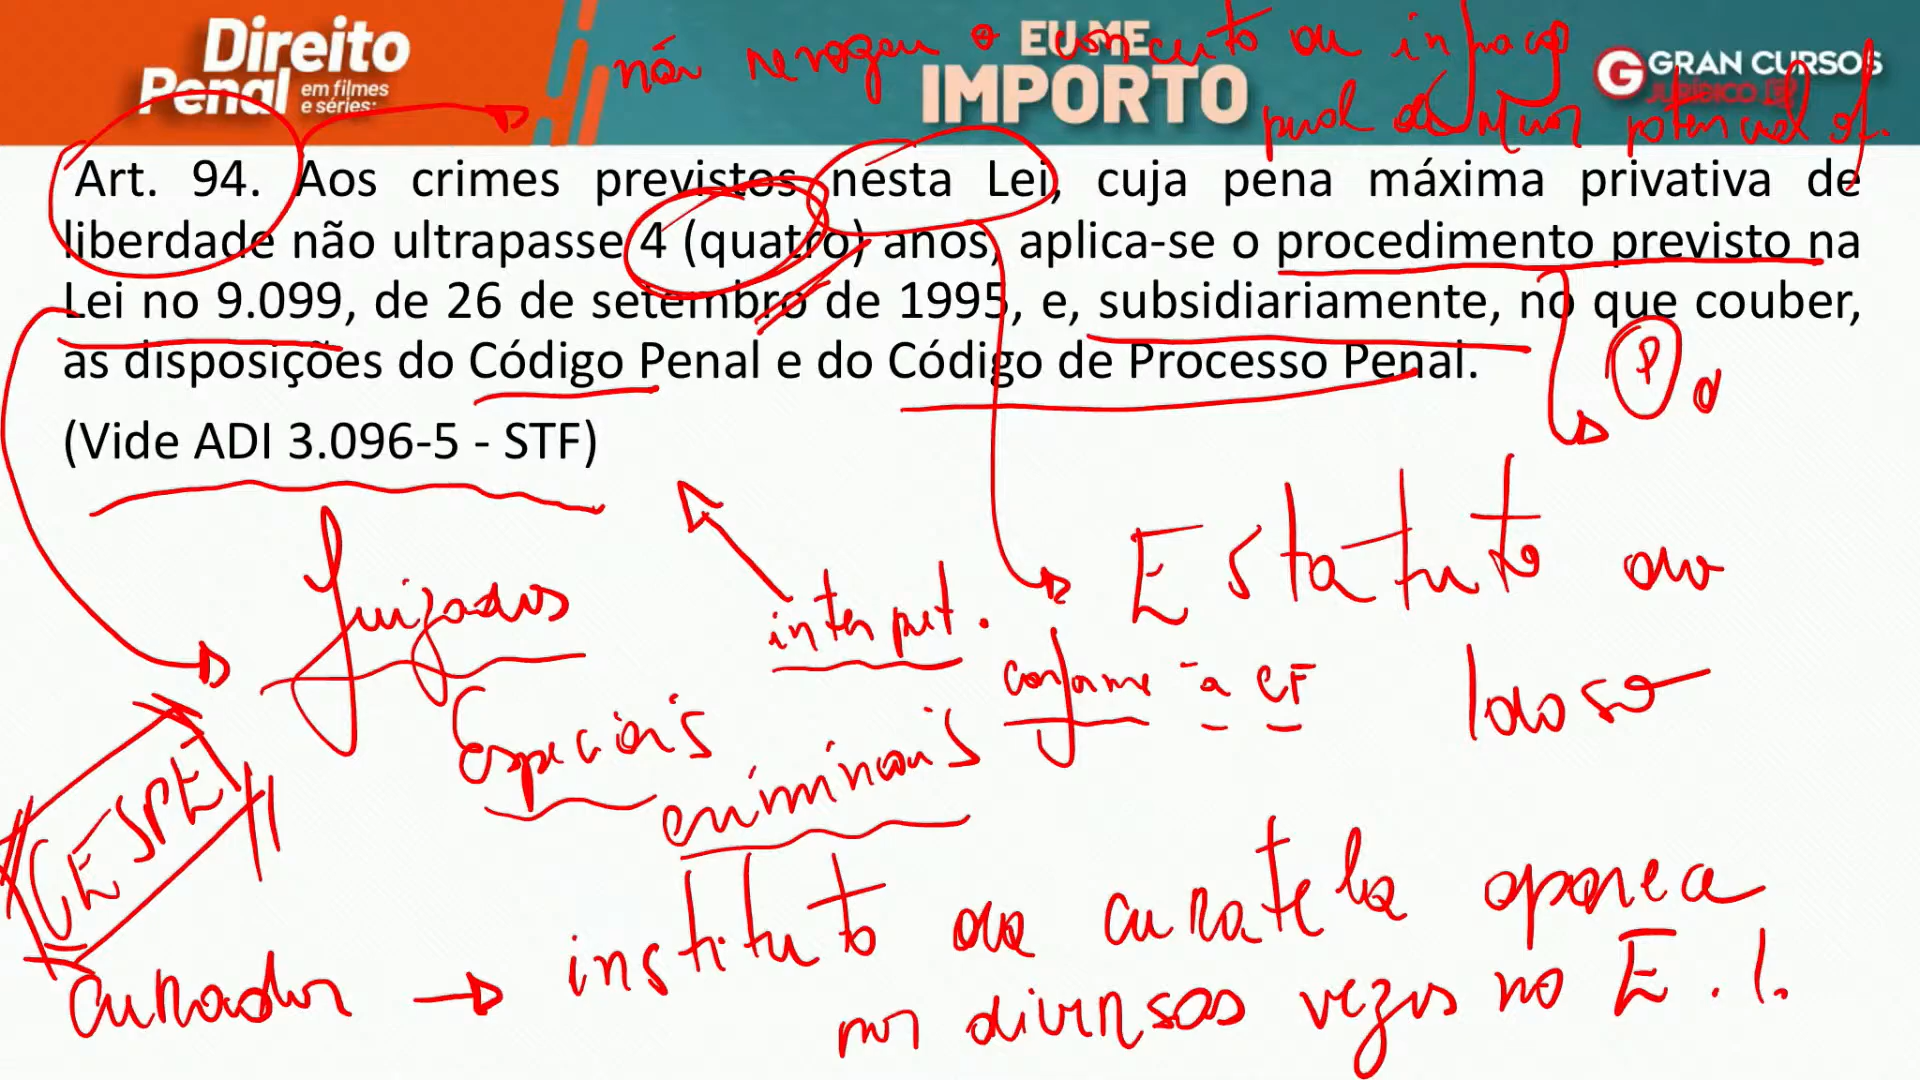 Direito
Penal em filmes
e séries:
EU ME
IMPORTO
GRAN CURSOS
JURÍDICO
não revogou o conceito de infração
penal de menor potencial of.
Art. 94. Aos crimes previstos nesta Lei, cuja pena máxima privativa de
liberdade não ultrapasse 4 (quatro) anos, aplica-se o procedimento previsto na
Lei no 9.099, de 26 de setembro de 1995, e, subsidiariamente, no que couber,
as disposições do Código Penal e do Código de Processo Penal.
(Vide ADI 3.096-5 - STF)
P
Juizados
Especiais
criminais
interpret.
conforme à CF
Estatuto do
Idoso
CESPE
curador → instituto da curatela aparece
por diversas vezes no E.I.